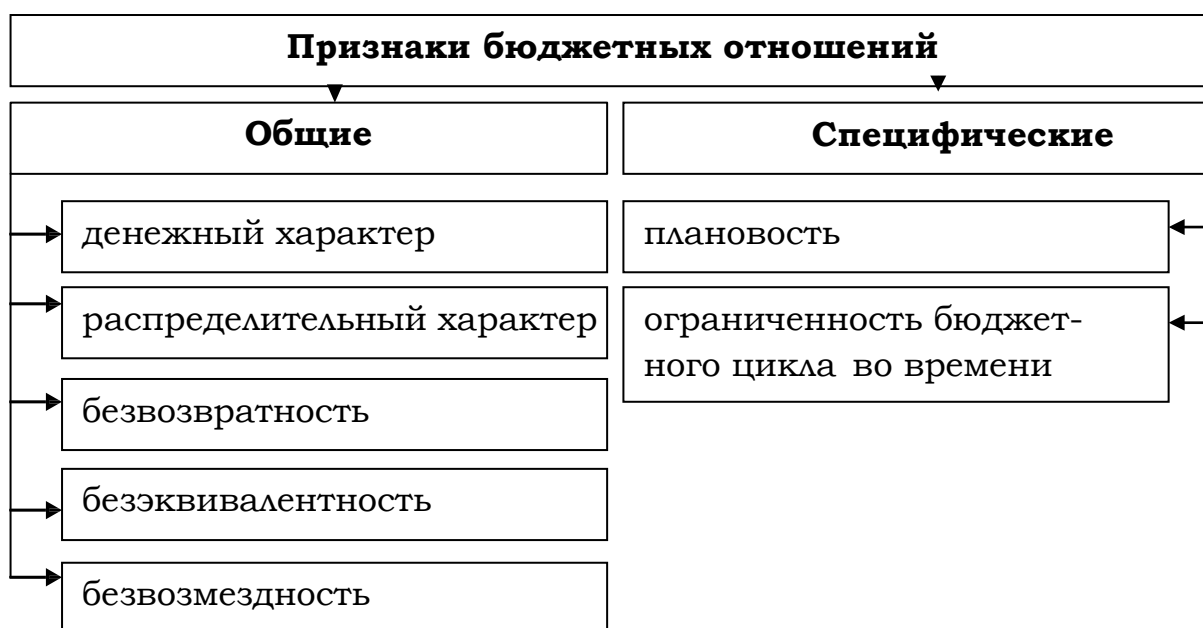 Признаки бюджетных отношений
Общие
денежный характер
распределительный характер
безвозвратность
безэквивалентность
безвозмездность
Специфические
плановость
ограниченность бюджет-
ного цикла во времени